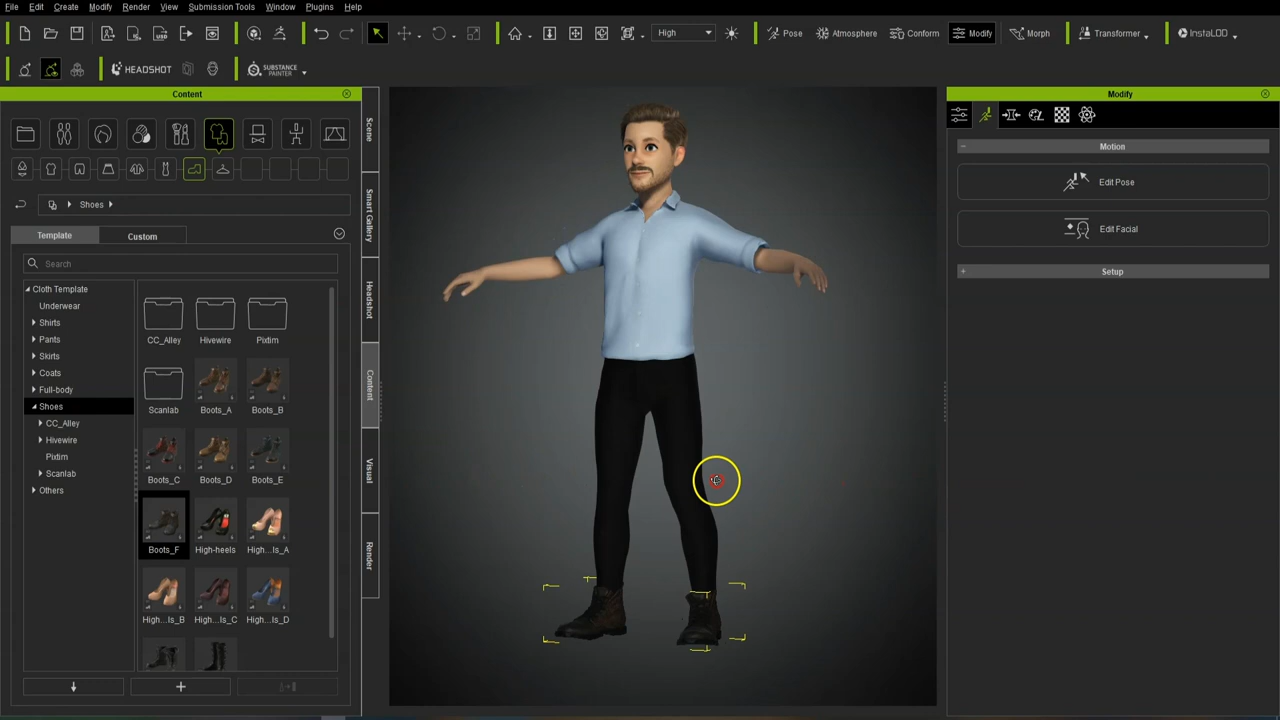 File Edit Create Modify Render View Submission Tools Window Plugins Help
High Pose Atmosphere Conform Modify Morph Transformer InstaLOD
HEADSHOT SUBSTANCE PAINTER
Content
Scene
Smart Gallery
Headshot
Content
Visual
Render
Shoes
Template Custom
Search
Cloth Template
Underwear
Shirts
Pants
Skirts
Coats
Full-body
Shoes
CC_Alley
Hivewire
Pixtim
Scanlab
Others
CC_Alley Hivewire Pixtim
Scanlab Boots_A Boots_B
Boots_C Boots_D Boots_E
Boots_F High-heels High...ls_A
High...ls_B High...ls_C High...ls_D
Modify
Motion
Edit Pose
Edit Facial
Setup